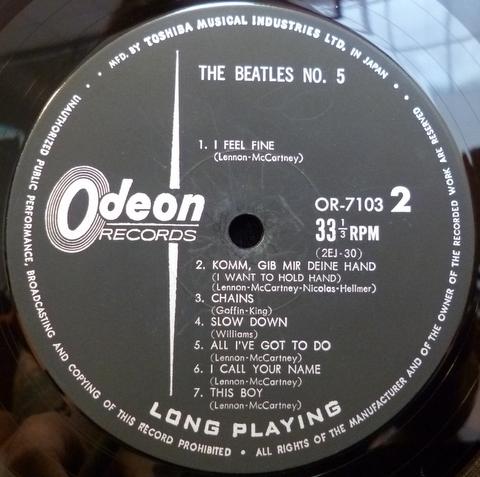 MFD. BY TOSHIBA MUSICAL INDUSTRIES LTD. IN JAPAN
THE BEATLES NO. 5
1. I FEEL FINE
(Lennon-McCartney)
Odeon
RECORDS
OR-7103 2
33 1/3 RPM
(2EJ-30)
2. KOMM, GIB MIR DEINE HAND
(I WANT TO HOLD HAND)
(Lennon-McCartney-Nicolas-Hellmer)
3. CHAINS
(Goffin-King)
4. SLOW DOWN
(Williams)
5. ALL I'VE GOT TO DO
(Lennon-McCartney)
6. I CALL YOUR NAME
(Lennon-McCartney)
7. THIS BOY
(Lennon-McCartney)
LONG PLAYING
UNAUTHORIZED PUBLIC PERFORMANCE, BROADCASTING AND COPYING OF THIS RECORD PROHIBITED • ALL RIGHTS OF THE MANUFACTURER AND OF THE OWNER OF THE RECORDED WORK ARE RESERVED